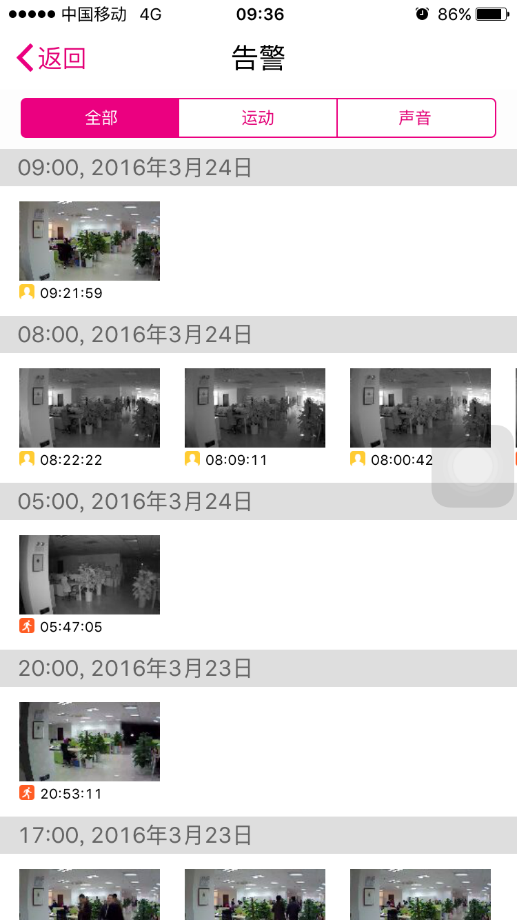 中国移动 4G 09:36 86%
返回 告警
全部 运动 声音
09:00, 2016年3月24日
09:21:59
08:00, 2016年3月24日
08:22:22 08:09:11 08:00:42
05:00, 2016年3月24日
05:47:05
20:00, 2016年3月23日
20:53:11
17:00, 2016年3月23日